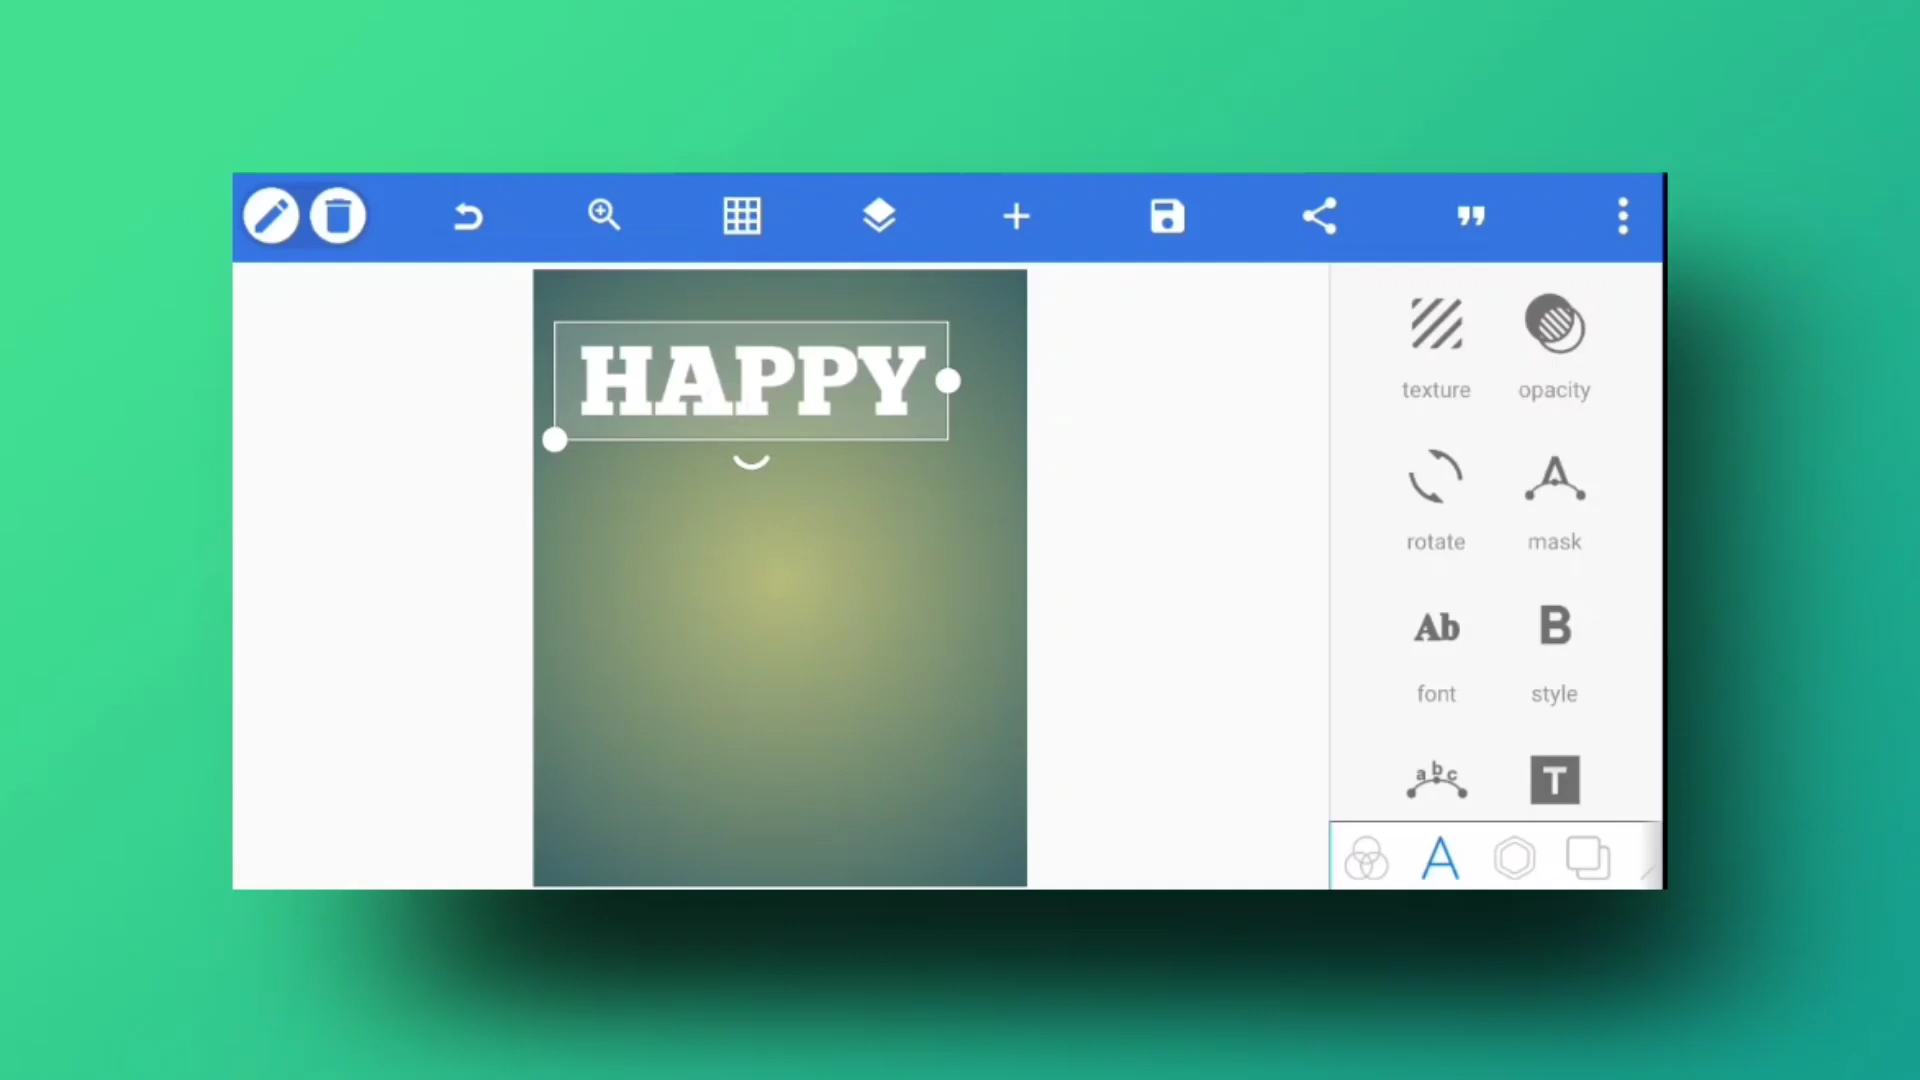 HAPPY
texture
opacity
rotate
mask
Ab
B
font
style
abc
T
A